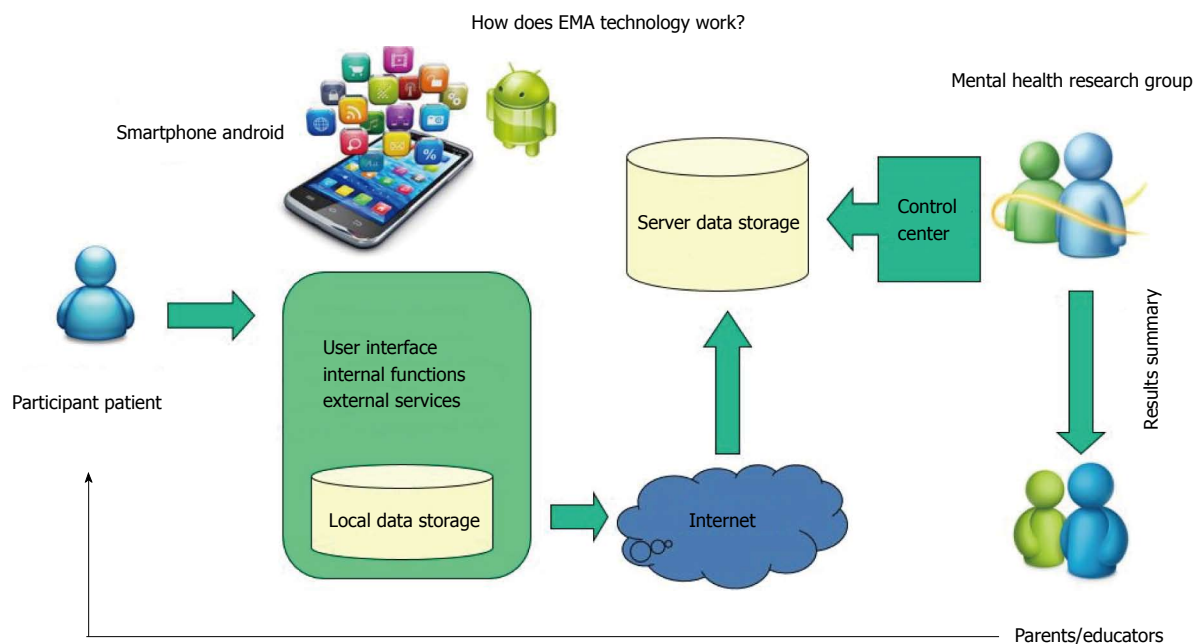 How does EMA technology work?
Mental health research group
Smartphone android
Server data storage
Control
center
User interface
internal functions
external services
Participant patient
Results summary
Local data storage
Internet
Parents/educators
%